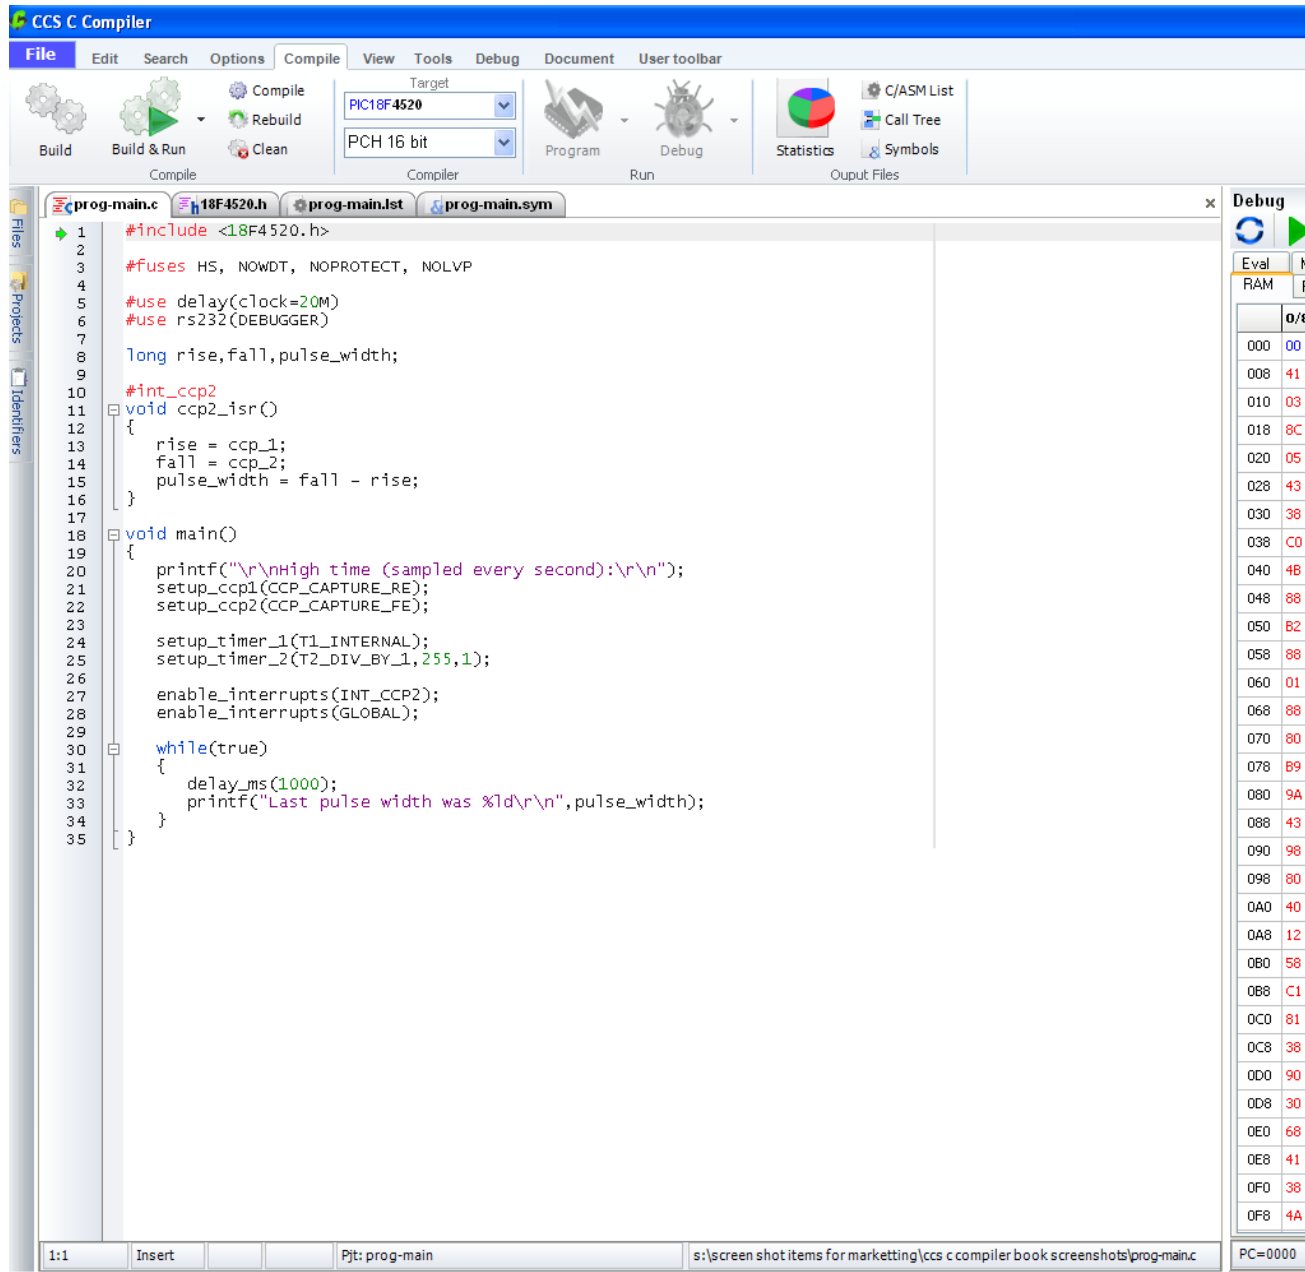 CCS C Compiler
File Edit Search Options Compile View Tools Debug Document User toolbar
Build
Build & Run
Compile
Rebuild
Clean
Compile
Target
PIC18F4520
PCH 16 bit
Compiler
Program
Debug
Run
Statistics
C/ASM List
Call Tree
Symbols
Ouput Files
Files
Projects
Identifiers
prog-main.c 18F4520.h prog-main.lst prog-main.sym
1 #include <18F4520.h>
2
3 #fuses HS, NOWDT, NOPROTECT, NOLVP
4
5 #use delay(clock=20M)
6 #use rs232(DEBUGGER)
7
8 long rise,fall,pulse_width;
9
10 #int_ccp2
11 void ccp2_isr()
12 {
13 rise = ccp_1;
14 fall = ccp_2;
15 pulse_width = fall - rise;
16 }
17
18 void main()
19 {
20 printf("\r\nHigh time (sampled every second):\r\n");
21 setup_ccp1(CCP_CAPTURE_RE);
22 setup_ccp2(CCP_CAPTURE_FE);
23
24 setup_timer_1(T1_INTERNAL);
25 setup_timer_2(T2_DIV_BY_1,255,1);
26
27 enable_interrupts(INT_CCP2);
28 enable_interrupts(GLOBAL);
29
30 while(true)
31 {
32 delay_ms(1000);
33 printf("Last pulse width was %ld\r\n",pulse_width);
34 }
35 }
1:1 Insert Pjt: prog-main s:\screen shot items for marketting\ccs c compiler book screenshots\prog-main.c
Debug
Eval
RAM
0/8
000 00
008 41
010 03
018 8C
020 05
028 43
030 38
038 C0
040 4B
048 88
050 B2
058 88
060 01
068 88
070 80
078 B9
080 9A
088 43
090 98
098 80
0A0 40
0A8 12
0B0 58
0B8 C1
0C0 81
0C8 38
0D0 90
0D8 30
0E0 68
0E8 41
0F0 38
0F8 4A
PC=0000